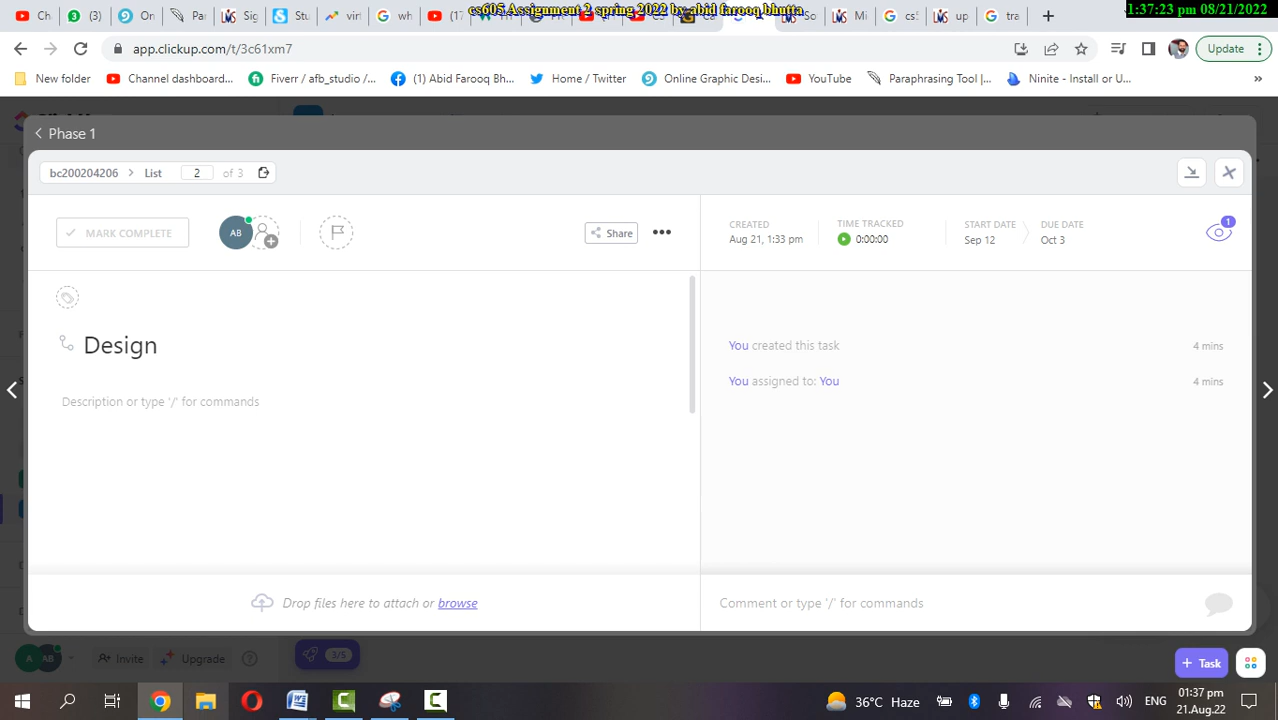 cs605 Assignment 2 spring 2022 by abid farooq bhutta
1:37:23 pm 08/21/2022
app.clickup.com/t/3c61xm7
Update
New folder
Channel dashboard...
Fiverr / afb_studio /...
(1) Abid Farooq Bh...
Home / Twitter
Online Graphic Desi...
YouTube
Paraphrasing Tool |...
Ninite - Install or U...
»
Phase 1
bc200204206 > List 2 of 3
MARK COMPLETE
AB
Share
CREATED
Aug 21, 1:33 pm
TIME TRACKED
0:00:00
START DATE
Sep 12
DUE DATE
Oct 3
1
Design
Description or type '/' for commands
You created this task 4 mins
You assigned to: You 4 mins
Drop files here to attach or browse
Comment or type '/' for commands
A AB
Invite
Upgrade
3/5
+ Task
36°C Haze
ENG
01:37 pm
21.Aug.22